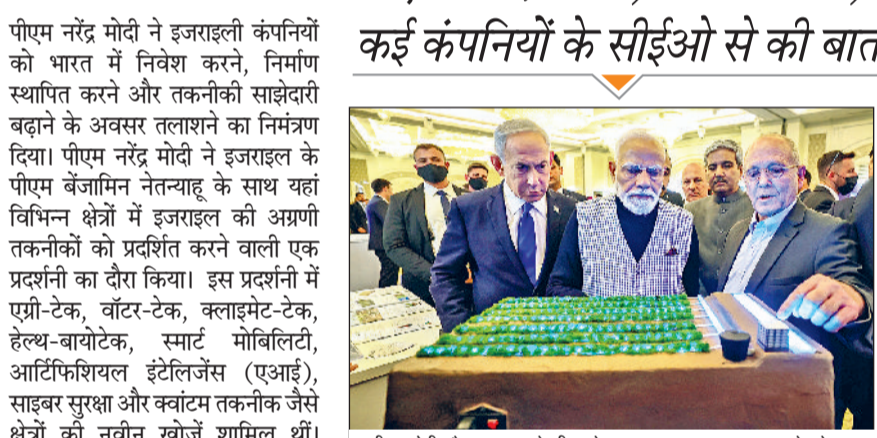 पीएम नरेंद्र मोदी ने इजराइली कंपनियों
को भारत में निवेश करने, निर्माण
स्थापित करने और तकनीकी साझेदारी
बढ़ाने के अवसर तलाशने का निमंत्रण
दिया। पीएम नरेंद्र मोदी ने इजराइल के
पीएम बेंजामिन नेतन्याहू के साथ यहां
विभिन्न क्षेत्रों में इजराइल की अग्रणी
तकनीकों को प्रदर्शित करने वाली एक
प्रदर्शनी का दौरा किया। इस प्रदर्शनी में
एग्री-टेक, वॉटर-टेक, क्लाइमेट-टेक,
हेल्थ-बायोटेक, स्मार्ट मोबिलिटी,
आर्टिफिशियल इंटेलिजेंस (एआई),
साइबर सुरक्षा और क्वांटम तकनीक जैसे
क्षेत्रों की नवीन खोजें शामिल थीं।
कई कंपनियों के सीईओ से की बात